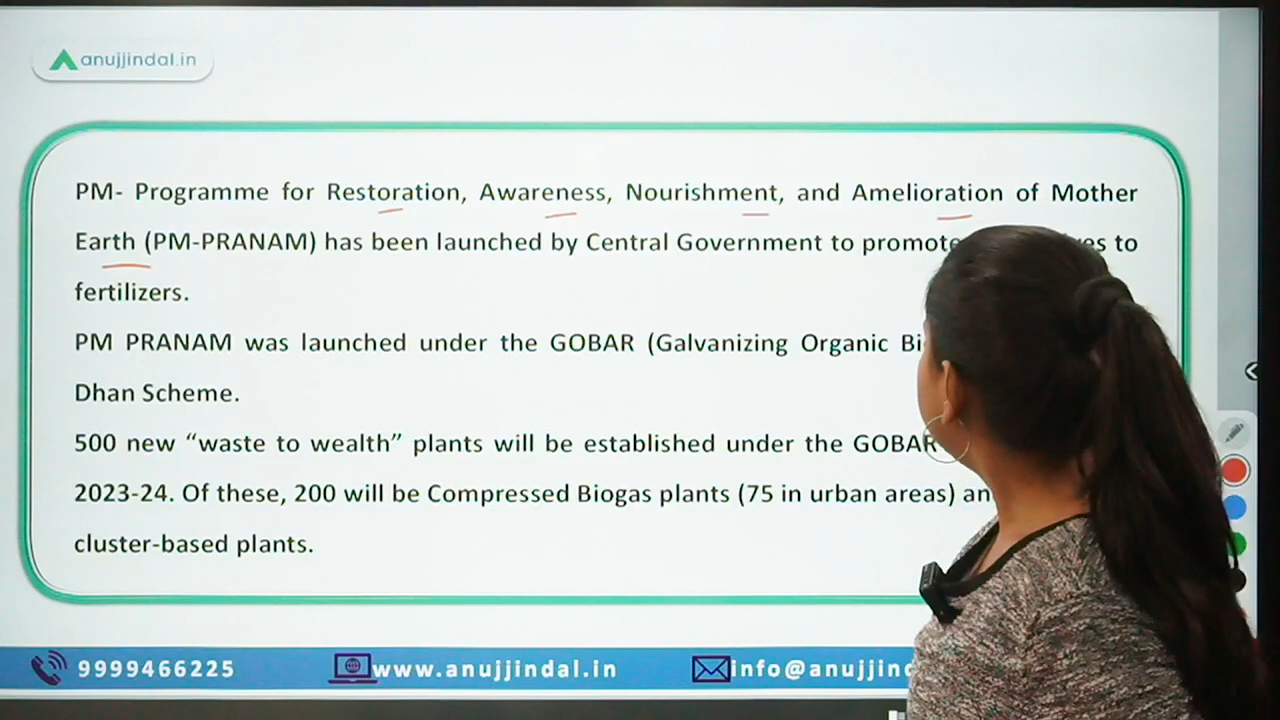 anujjindal.in
PM- Programme for Restoration, Awareness, Nourishment, and Amelioration of Mother
Earth (PM-PRANAM) has been launched by Central Government to promote to
fertilizers.
PM PRANAM was launched under the GOBAR (Galvanizing Organic
Dhan Scheme.
500 new “waste to wealth” plants will be established under the GOBAR
2023-24. Of these, 200 will be Compressed Biogas plants (75 in urban areas)
cluster-based plants.
9999466225 www.anujjindal.in